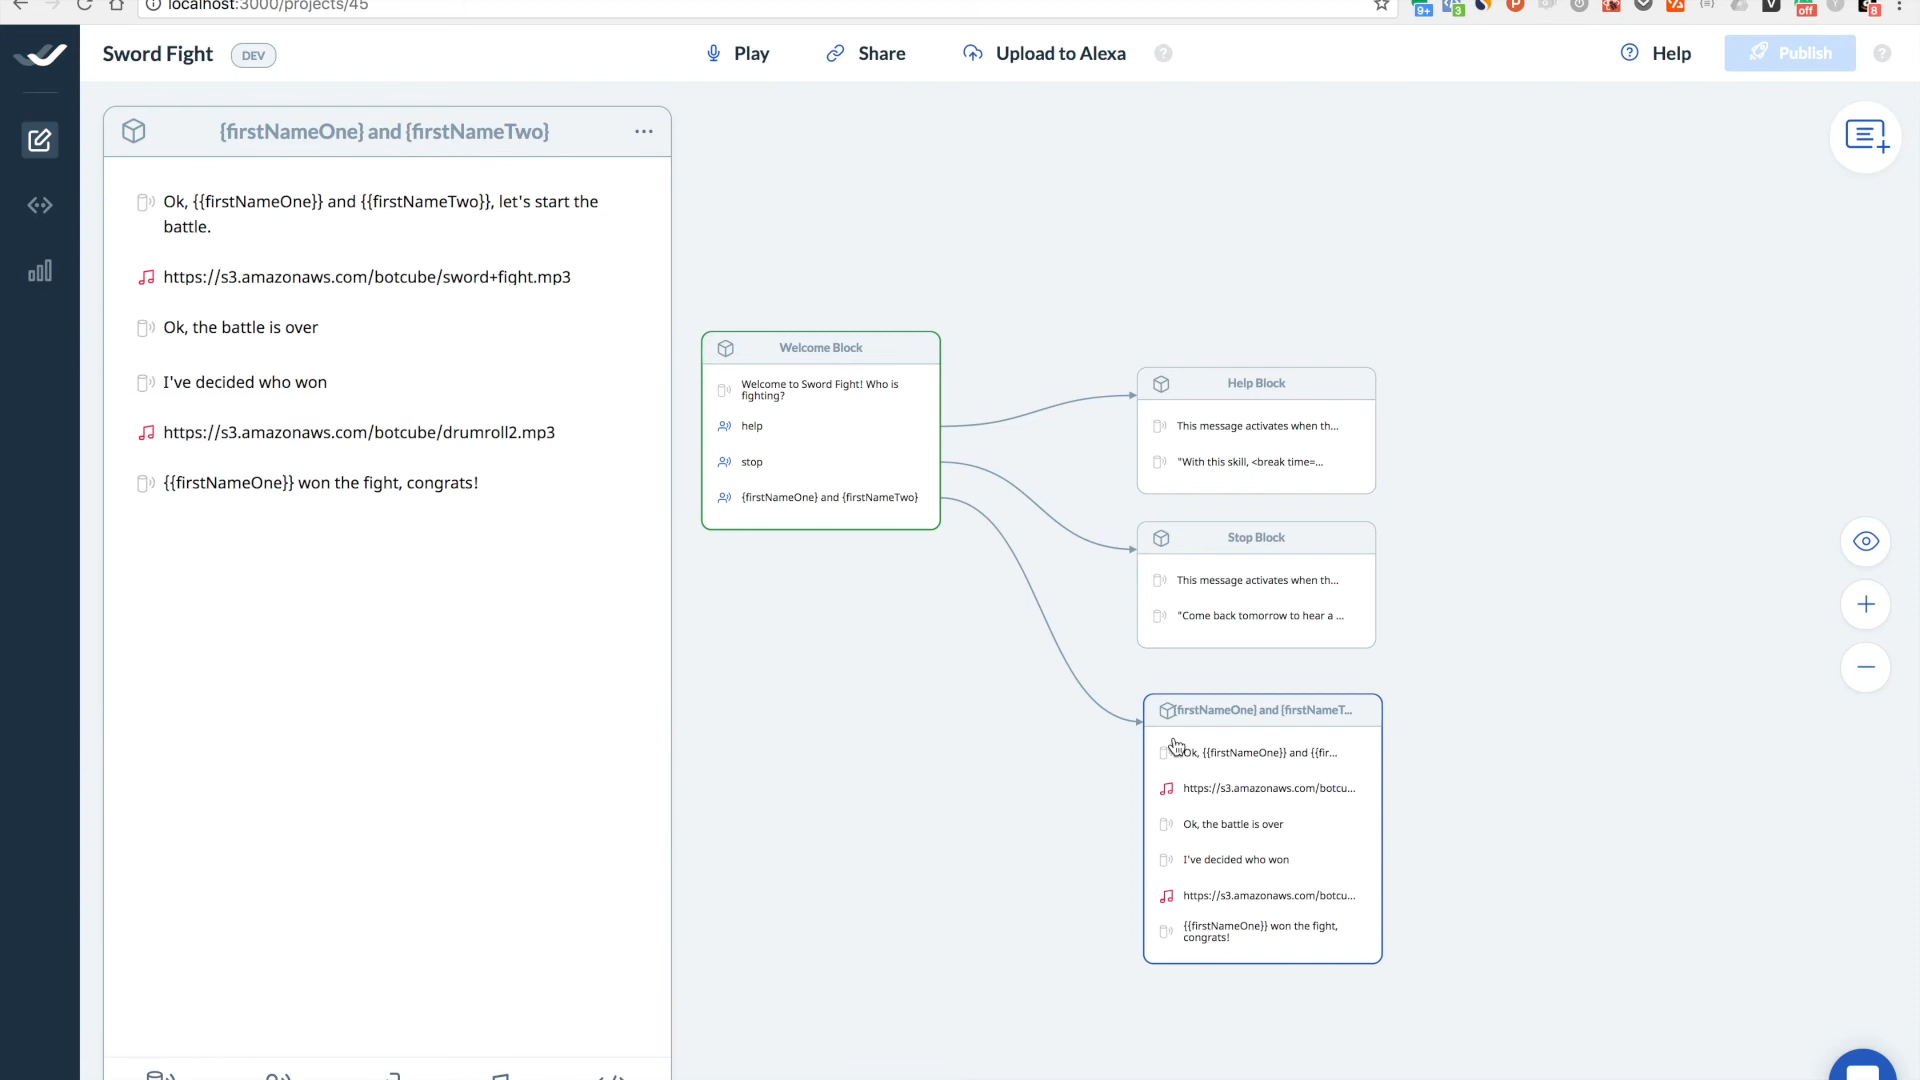 localhost:3000/projects/45
9+
3
off
8
Sword Fight
DEV
Play
Share
Upload to Alexa
Help
Publish
{firstNameOne} and {firstNameTwo}
Ok, {{firstNameOne}} and {{firstNameTwo}}, let's start the
battle.
https://s3.amazonaws.com/botcube/sword+fight.mp3
Ok, the battle is over
I've decided who won
https://s3.amazonaws.com/botcube/drumroll2.mp3
{{firstNameOne}} won the fight, congrats!
Welcome Block
Welcome to Sword Fight! Who is
fighting?
help
stop
{firstNameOne} and {firstNameTwo}
Help Block
This message activates when th...
"With this skill, <break time=...
Stop Block
This message activates when th...
"Come back tomorrow to hear a ...
{firstNameOne} and {firstNameT...
Ok, {{firstNameOne}} and {{fir...
https://s3.amazonaws.com/botcu...
Ok, the battle is over
I've decided who won
https://s3.amazonaws.com/botcu...
{{firstNameOne}} won the fight,
congrats!